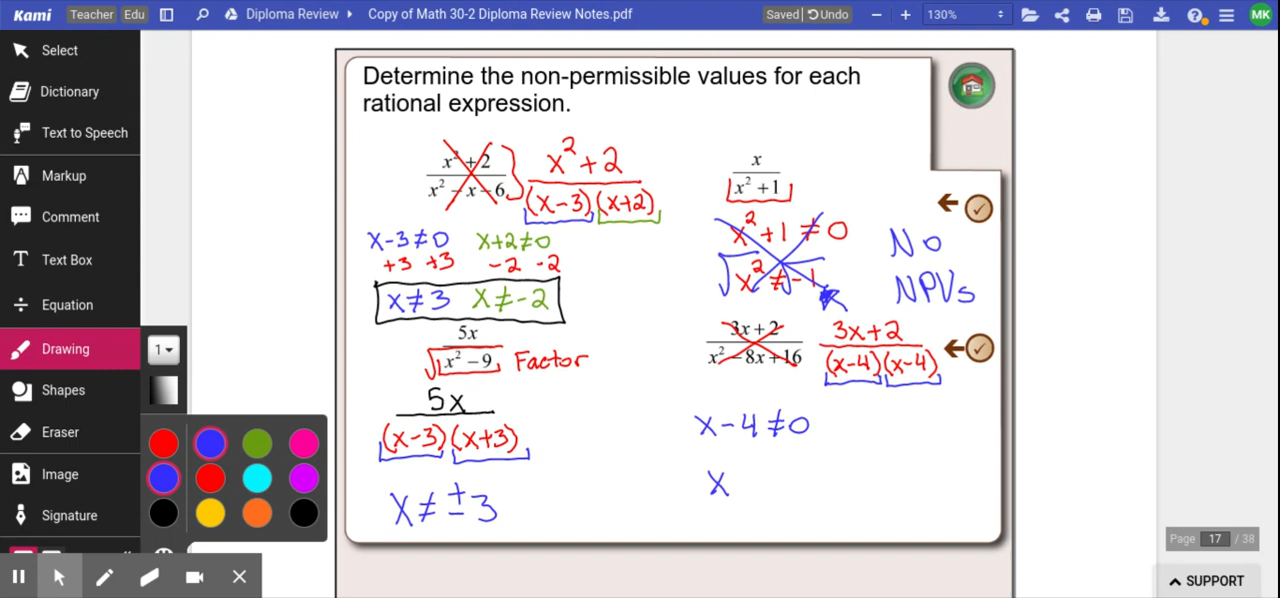 Kami Teacher Edu Diploma Review Copy of Math 30-2 Diploma Review Notes.pdf Saved Undo 130% MK
Select
Dictionary
Text to Speech
Markup
Comment
Text Box
Equation
Drawing
1
Shapes
Eraser
Image
Signature
Determine the non-permissible values for each
rational expression.
x² + 2
x² - x - 6
x² + 2
(x-3)(x+2)
x-3≠0 x+2≠0
+3 +3 -2 -2
x≠3 x≠-2
5x
√x² - 9 Factor
5x
(x-3)(x+3)
x≠±3
x
x² + 1
x² + 1 ≠ 0
√x² ≠ √-1
No
NPVs
3x + 2
x² - 8x + 16
3x+2
(x-4)(x-4)
x-4≠0
x
Page 17 / 38
SUPPORT